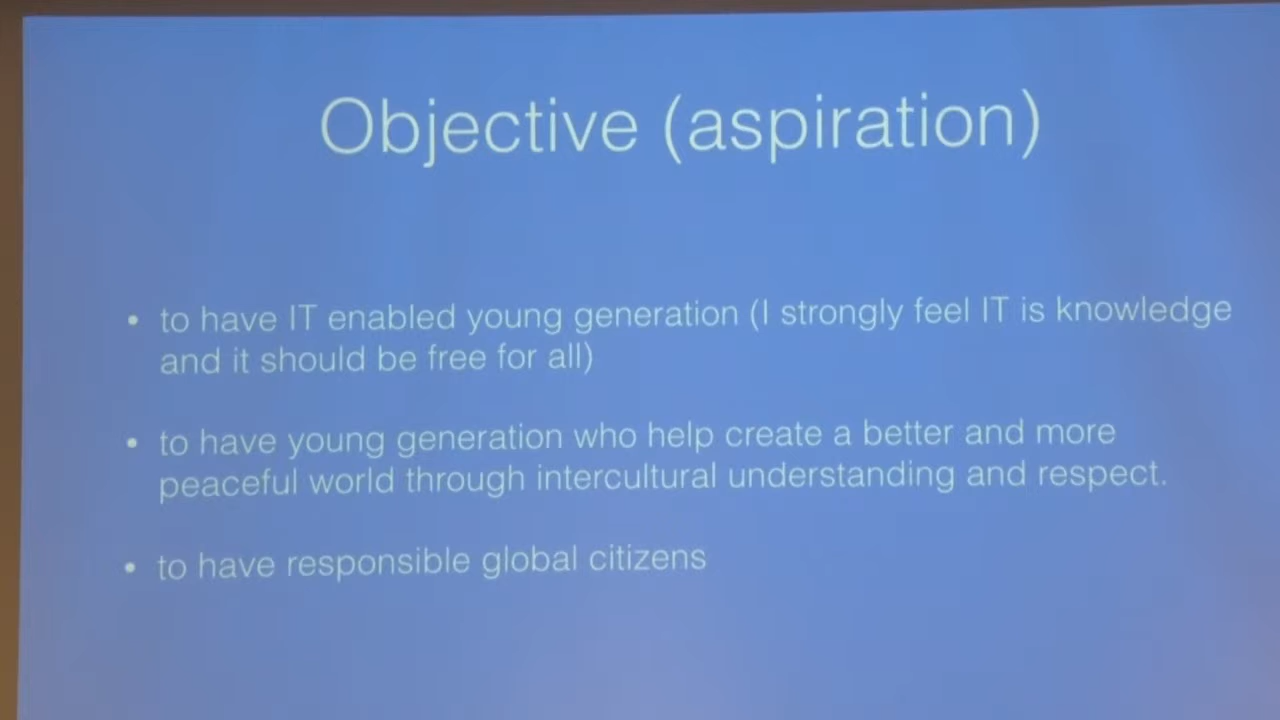 Objective (aspiration)
• to have IT enabled young generation (I strongly feel IT is knowledge
and it should be free for all)
• to have young generation who help create a better and more
peaceful world through intercultural understanding and respect.
• to have responsible global citizens